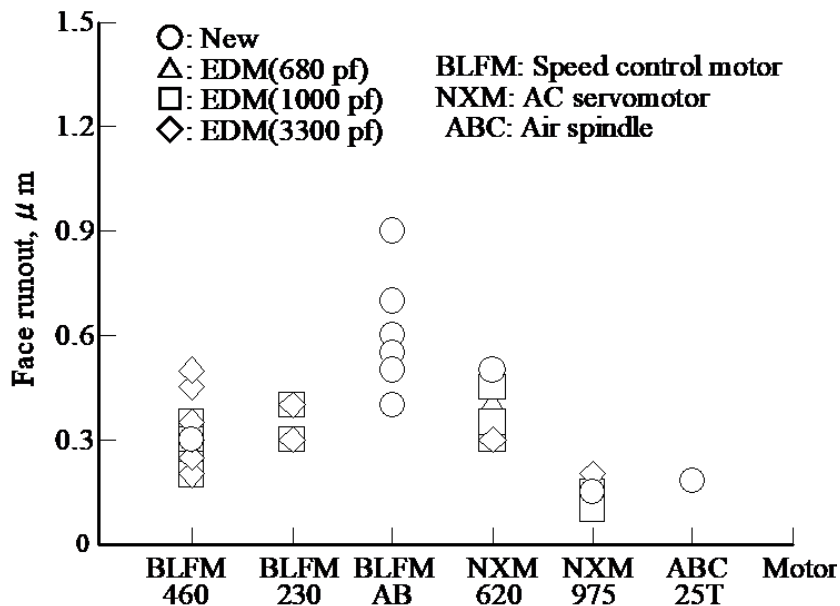 1.5
1.2
0.9
0.6
0.3
0
Face runout, μ m
: New
: EDM(680 pf)
: EDM(1000 pf)
: EDM(3300 pf)
BLFM: Speed control motor
NXM: AC servomotor
ABC: Air spindle
BLFM
460
BLFM
230
BLFM
AB
NXM
620
NXM
975
ABC
25T
Motor